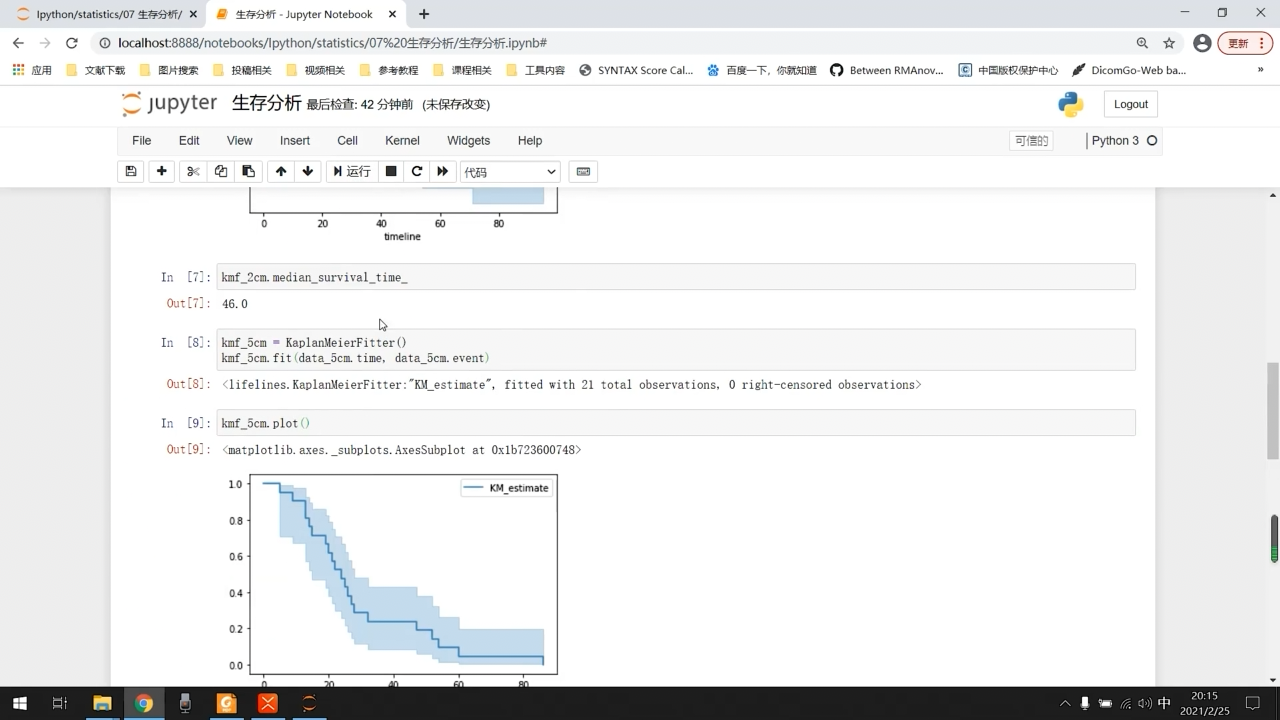 Ipython/statistics/07 生存分析/
生存分析 - Jupyter Notebook
localhost:8888/notebooks/Ipython/statistics/07%20生存分析/生存分析.ipynb#
更新
应用 文献下载 图片搜索 投稿相关 视频相关 参考教程 课程相关 工具内容 SYNTAX Score Cal... 百度一下，你就知道 Between RMAnov... 中国版权保护中心 DicomGo-Web ba... »
jupyter 生存分析 最后检查: 42 分钟前 (未保存改变) Logout
File Edit View Insert Cell Kernel Widgets Help 可信的 Python 3
运行 代码
0 20 40 60 80
timeline
In [7]: kmf_2cm.median_survival_time_
Out[7]: 46.0
In [8]: kmf_5cm = KaplanMeierFitter()
kmf_5cm.fit(data_5cm.time, data_5cm.event)
Out[8]: <lifelines.KaplanMeierFitter:"KM_estimate", fitted with 21 total observations, 0 right-censored observations>
In [9]: kmf_5cm.plot()
Out[9]: <matplotlib.axes._subplots.AxesSubplot at 0x1b723600748>
KM_estimate
1.0
0.8
0.6
0.4
0.2
0.0
20 40 60 80
中
20:15
2021/2/25